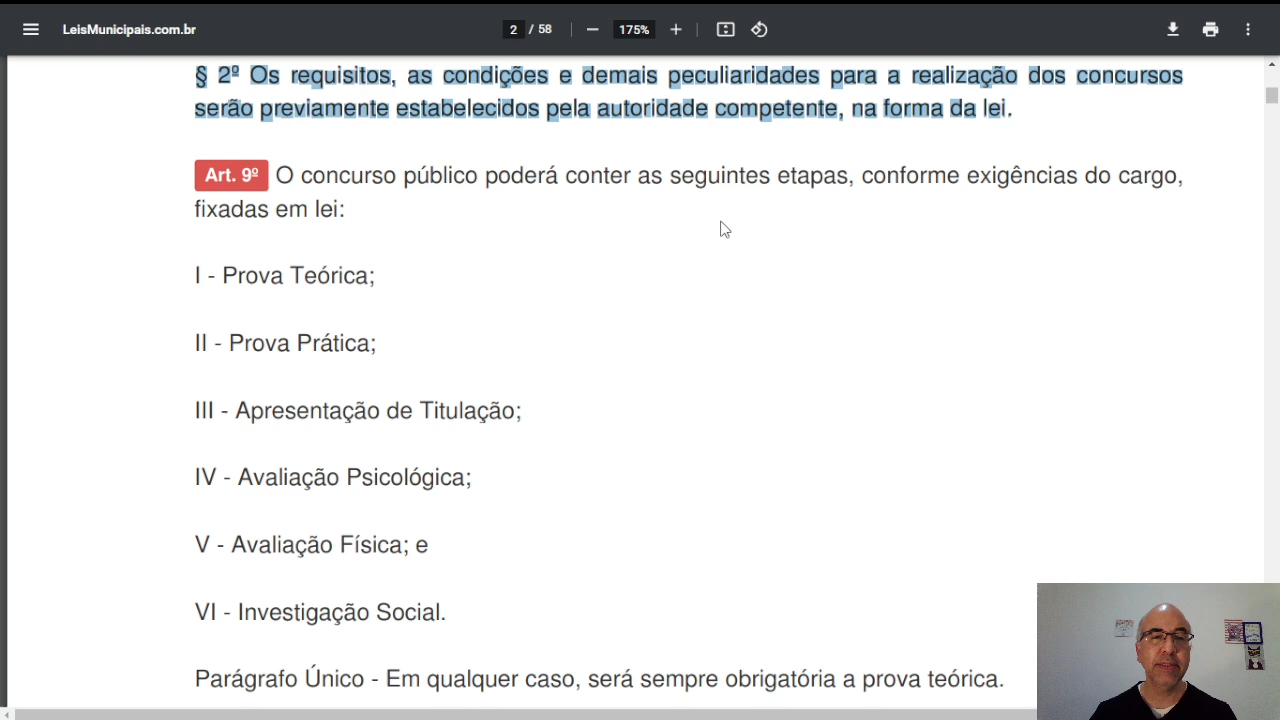 LeisMunicipais.com.br
2 / 58
175%
§ 2º Os requisitos, as condições e demais peculiaridades para a realização dos concursos
serão previamente estabelecidos pela autoridade competente, na forma da lei.
Art. 9º O concurso público poderá conter as seguintes etapas, conforme exigências do cargo,
fixadas em lei:
I - Prova Teórica;
II - Prova Prática;
III - Apresentação de Titulação;
IV - Avaliação Psicológica;
V - Avaliação Física; e
VI - Investigação Social.
Parágrafo Único - Em qualquer caso, será sempre obrigatória a prova teórica.